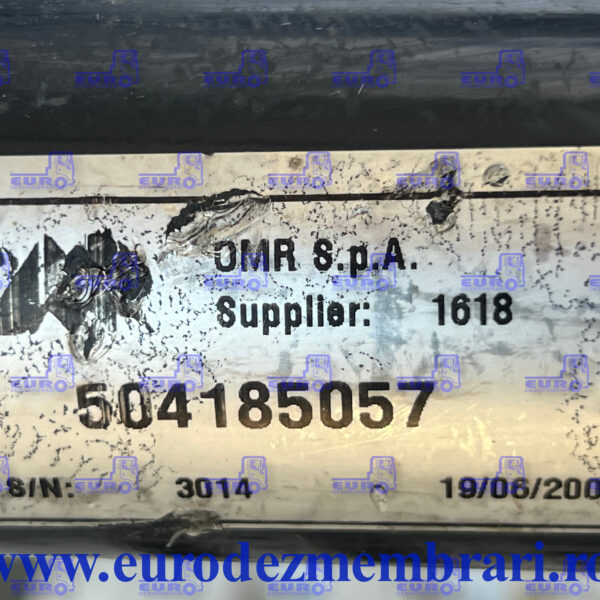 OMR S.p.A.
Supplier: 1618
504185057
S/N: 3014 - 19/06/200
www.eurodezmembrari.ro